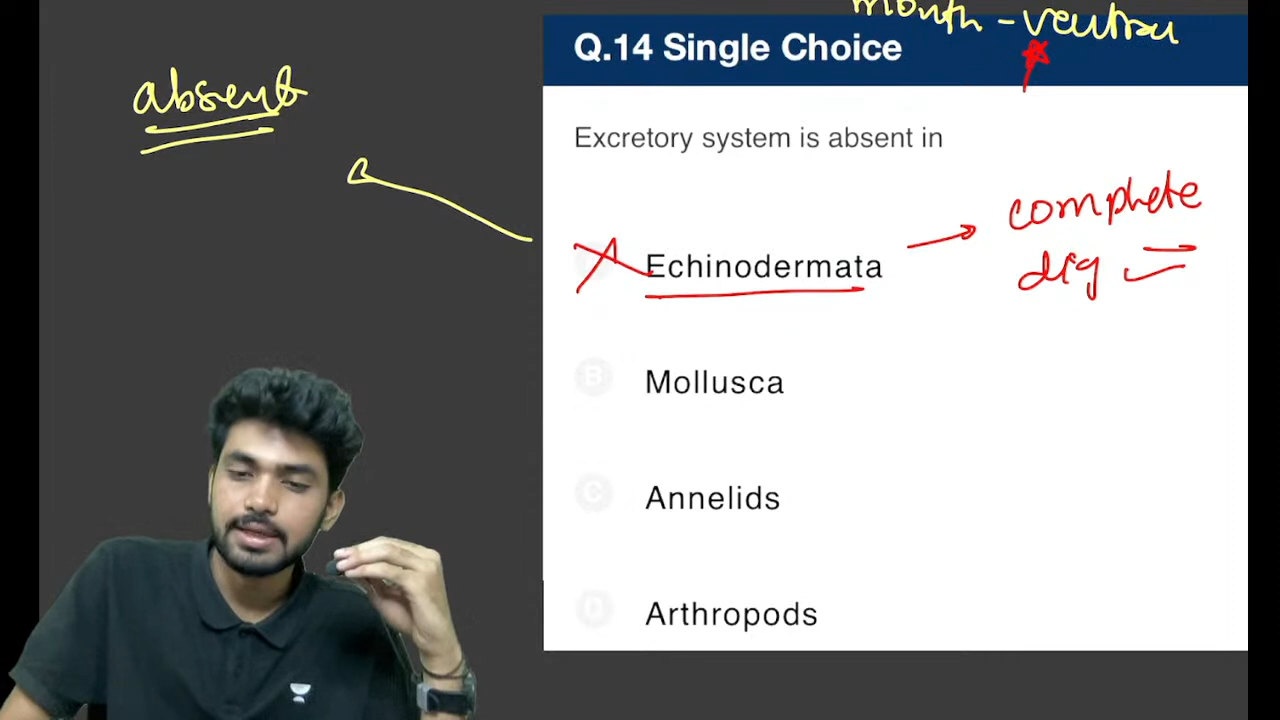 mouth - ventral
Q.14 Single Choice
absent
Excretory system is absent in
complete
Echinodermata
dig
B Mollusca
C Annelids
D Arthropods